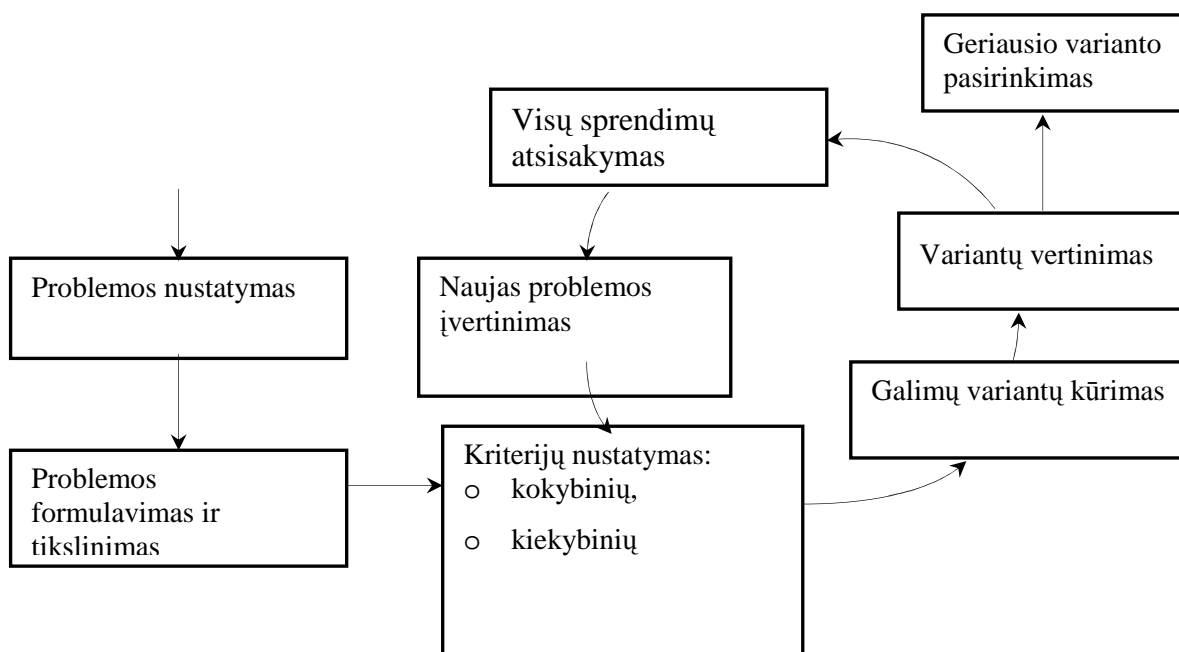 Geriausio varianto
pasirinkimas
Visų sprendimų
atsisakymas
Variantų vertinimas
Problemos nustatymas
Naujas problemos
įvertinimas
Galimų variantų kūrimas
Problemos
formulavimas ir
tikslinimas
Kriterijų nustatymas:
o kokybinių,
o kiekybinių